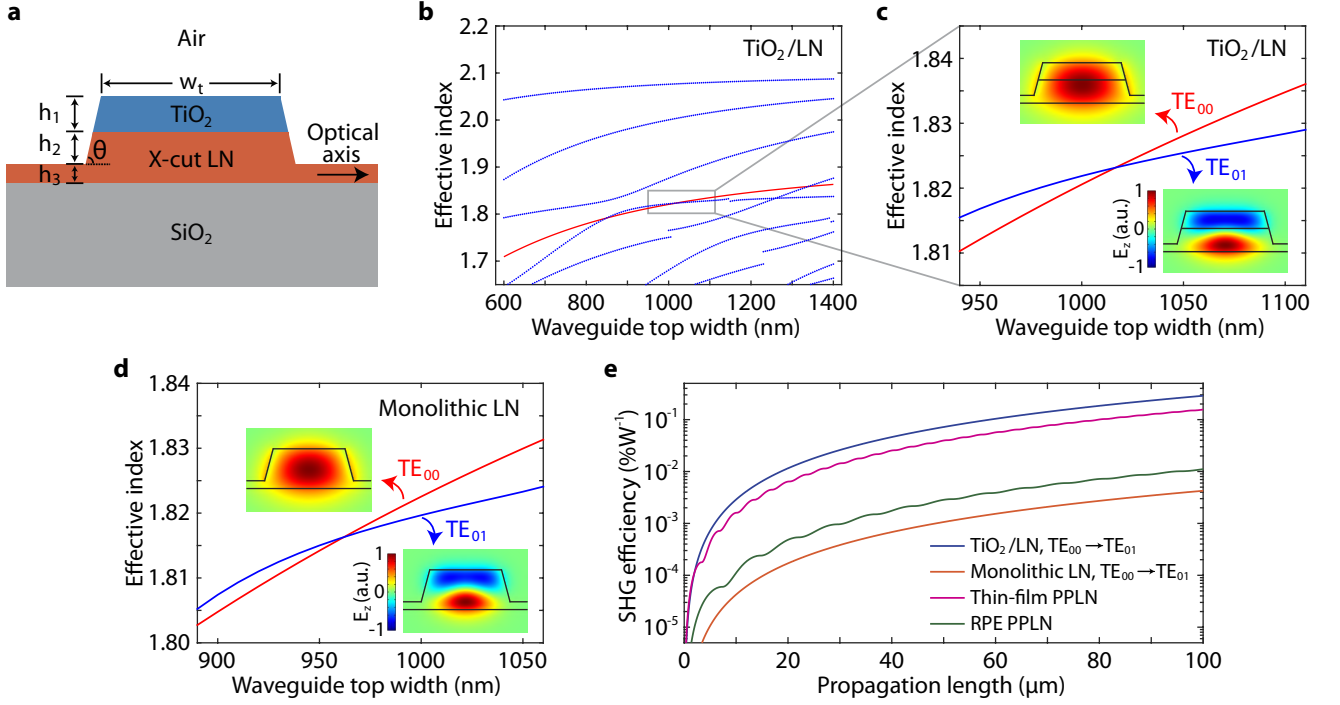 a
Air
w_t
h_1
TiO_2
h_2
θ
X-cut LN
Optical
axis
h_3
SiO_2
b
TiO_2/LN
Effective index
2.2
2.1
2.0
1.9
1.8
1.7
600
800
1000
1200
1400
Waveguide top width (nm)
c
TiO_2/LN
Effective index
1.84
1.83
1.82
1.81
TE_00
TE_01
E_z (a.u.)
1
0
-1
950
1000
1050
1100
Waveguide top width (nm)
d
Monolithic LN
Effective index
1.84
1.83
1.82
1.81
1.80
TE_00
TE_01
E_z (a.u.)
1
0
-1
900
950
1000
1050
Waveguide top width (nm)
e
SHG efficiency (%W⁻¹)
10⁻¹
10⁻²
10⁻³
10⁻⁴
10⁻⁵
TiO_2/LN, TE_00→TE_01
Monolithic LN, TE_00→TE_01
Thin-film PPLN
RPE PPLN
0
20
40
60
80
100
Propagation length (μm)